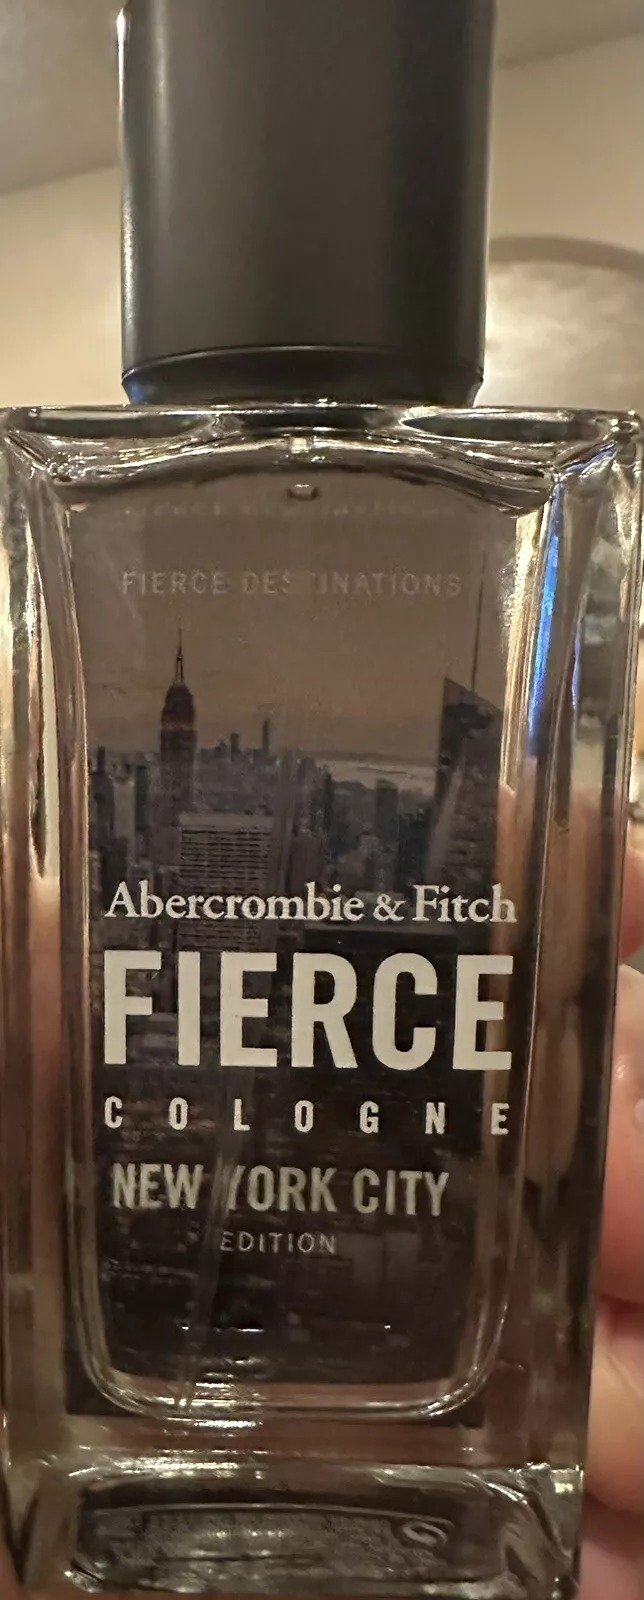 FIERCE DESTINATIONS
Abercrombie & Fitch
FIERCE
COLOGNE
NEW YORK CITY
EDITION